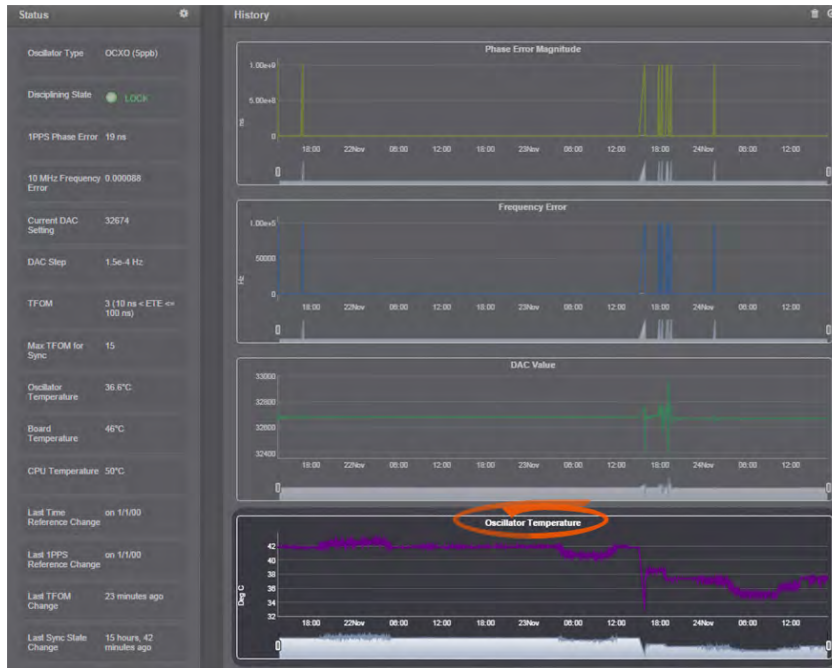 Status
History
Oscillator Type OCXO (5ppb)
Disciplining State LOCK
1PPS Phase Error 19 ns
10 MHz Frequency 0.000088
Error
Current DAC 32674
Setting
DAC Step 1.5e-4 Hz
TFOM 3 (10 ns < ETE <=
100 ns)
Max TFOM for 15
Sync
Oscillator 36.6°C
Temperature
Board 46°C
Temperature
CPU Temperature 50°C
Last Time on 1/1/00
Reference Change
Last 1PPS on 1/1/00
Reference Change
Last TFOM 23 minutes ago
Change
Last Sync State 15 hours, 42
Change minutes ago
Phase Error Magnitude
1.00e+9
5.00e+8
0
ns
18:00 22Nov 06:00 12:00 18:00 23Nov 06:00 12:00 18:00 24Nov 06:00 12:00
Frequency Error
1.00e+5
50000
0
Hz
18:00 22Nov 06:00 12:00 18:00 23Nov 06:00 12:00 18:00 24Nov 06:00 12:00
DAC Value
33000
32800
32600
32400
18:00 22Nov 06:00 12:00 18:00 23Nov 06:00 12:00 18:00 24Nov 06:00 12:00
Oscillator Temperature
42
40
38
36
34
32
Deg C
18:00 22Nov 06:00 12:00 18:00 23Nov 06:00 12:00 18:00 24Nov 06:00 12:00